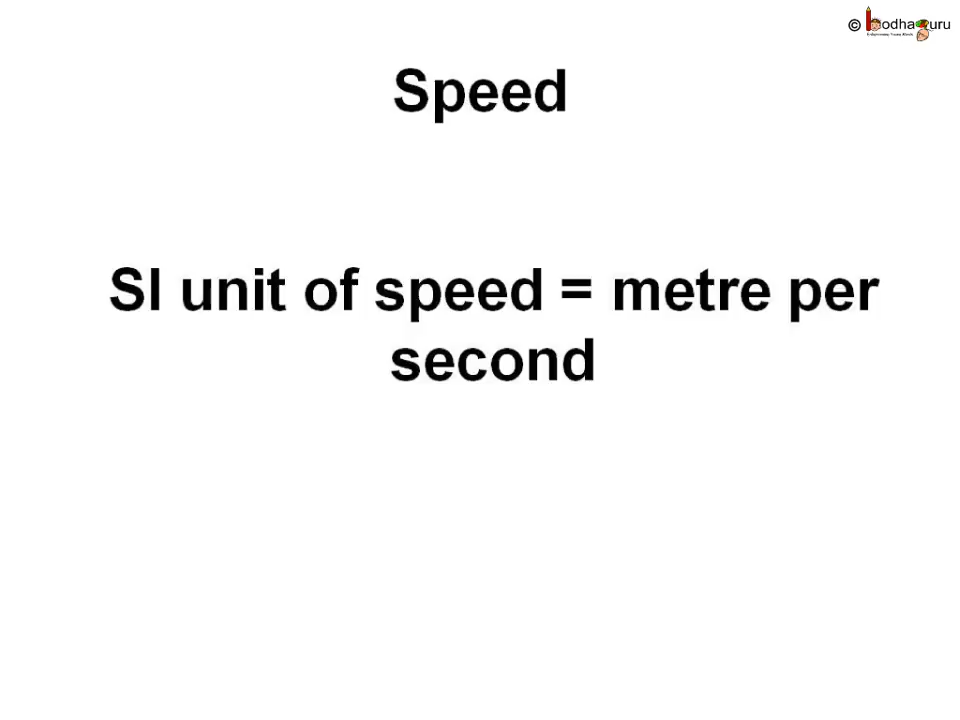 © bodhaguru
Speed
SI unit of speed = metre per
second